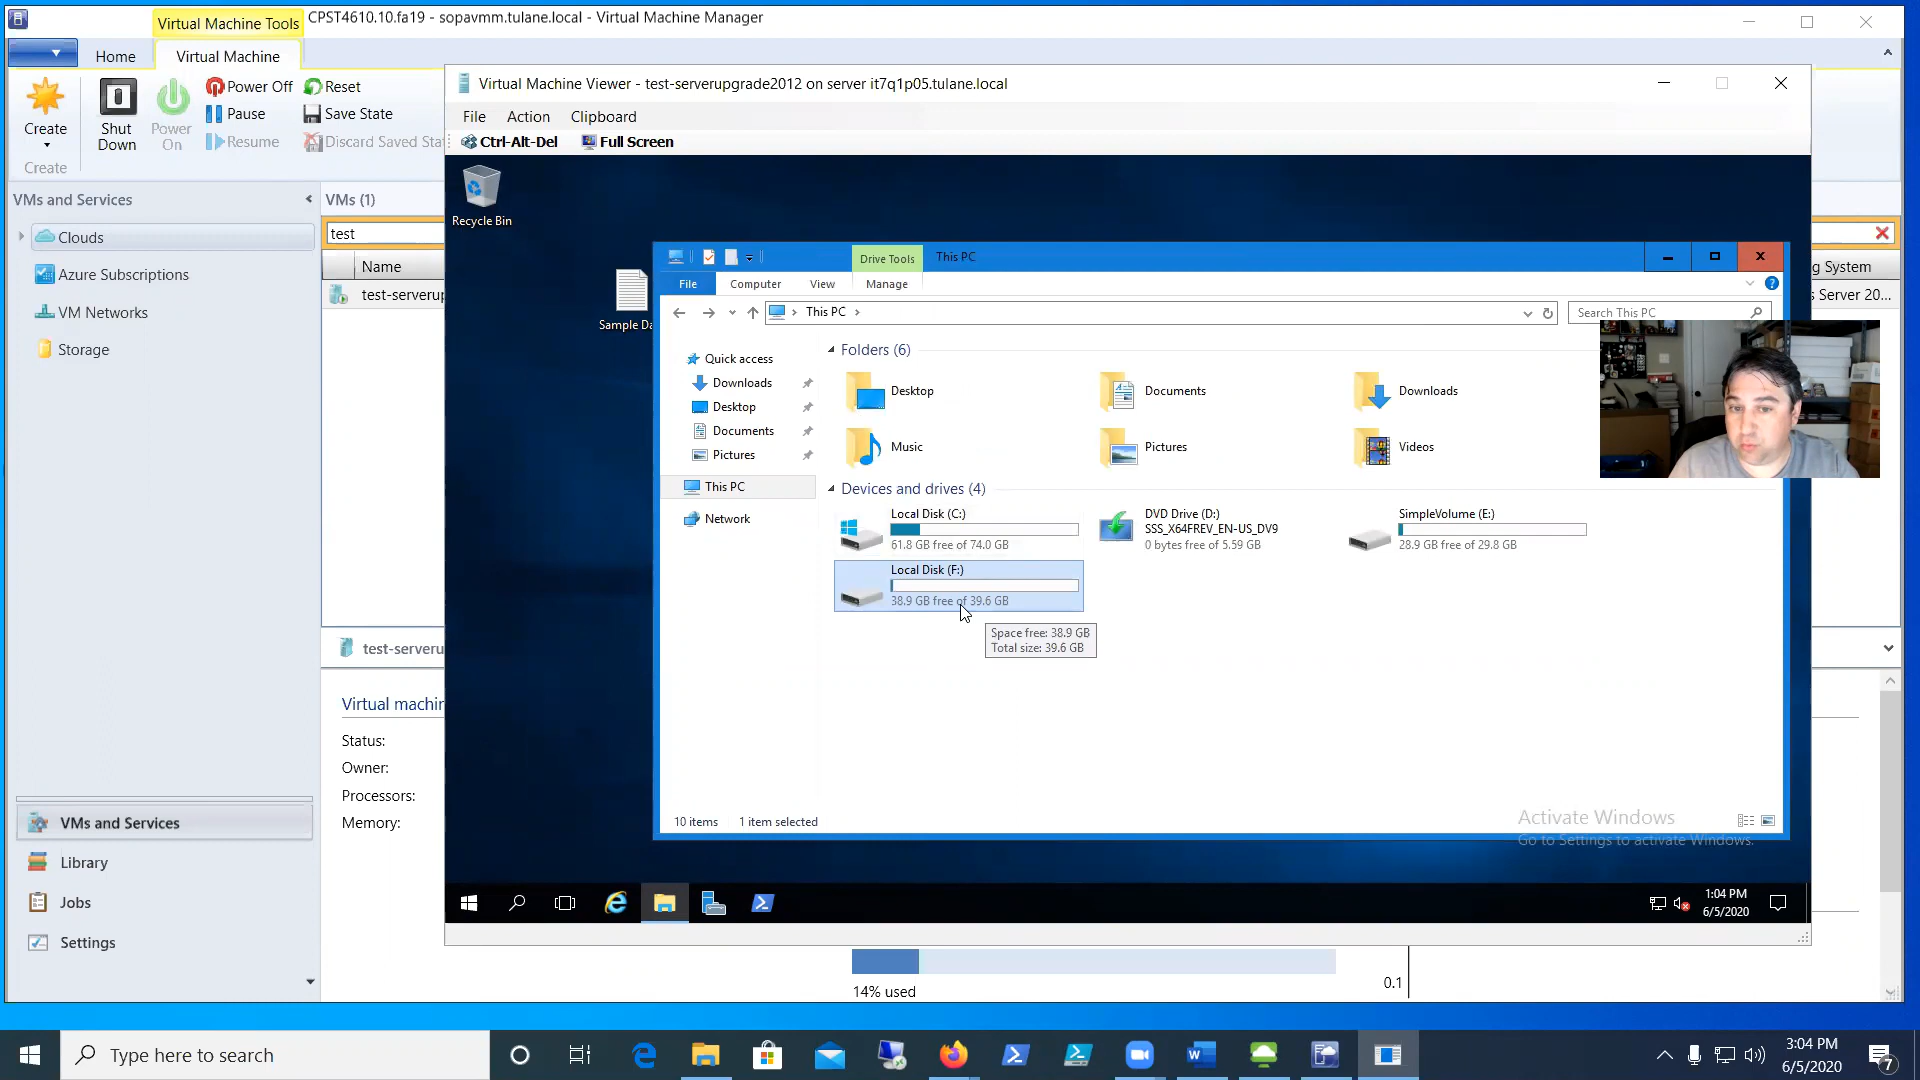 Virtual Machine Tools
CPST4610.10.fa19 - sopavmm.tulane.local - Virtual Machine Manager
Home
Virtual Machine
Create
Shut Down
Power On
Power Off
Pause
Resume
Reset
Save State
Discard Saved Sta
Create
VMs and Services
Clouds
Azure Subscriptions
VM Networks
Storage
VMs (1)
test
Name
test-serverup
g System
s Server 20...
test-serveru
Virtual machin
Status:
Owner:
Processors:
Memory:
VMs and Services
Library
Jobs
Settings
14% used
0.1
Virtual Machine Viewer - test-serverupgrade2012 on server it7q1p05.tulane.local
File
Action
Clipboard
Ctrl-Alt-Del
Full Screen
Recycle Bin
Sample Da
Drive Tools
This PC
File
Computer
View
Manage
This PC
Search This PC
Quick access
Downloads
Desktop
Documents
Pictures
This PC
Network
Folders (6)
Desktop
Documents
Downloads
Music
Pictures
Videos
Devices and drives (4)
Local Disk (C:)
61.8 GB free of 74.0 GB
DVD Drive (D:)
SSS_X64FREV_EN-US_DV9
0 bytes free of 5.59 GB
SimpleVolume (E:)
28.9 GB free of 29.8 GB
Local Disk (F:)
38.9 GB free of 39.6 GB
Space free: 38.9 GB
Total size: 39.6 GB
10 items
1 item selected
Activate Windows
Go to Settings to activate Windows.
1:04 PM
6/5/2020
Type here to search
3:04 PM
6/5/2020
7